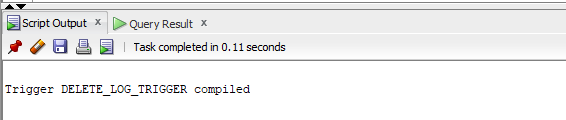 Script Output x Query Result x
Task completed in 0.11 seconds
Trigger DELETE_LOG_TRIGGER compiled